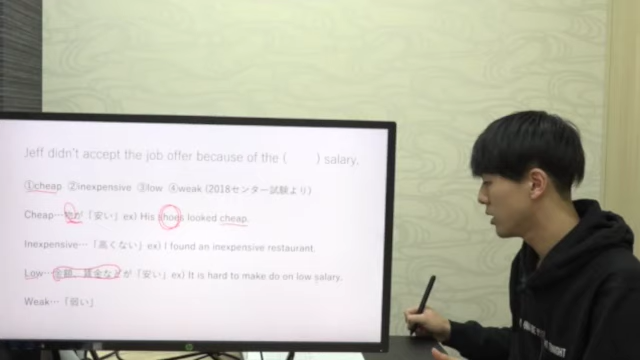 Jeff didn't accept the job offer because of the ( ) salary.
①cheap ②inexpensive ③low ④weak (2018センター試験より)
Cheap…物が「安い」ex) His shoes looked cheap.
Inexpensive…「高くない」ex) I found an inexpensive restaurant.
Low…金額、賃金などが「安い」ex) It is hard to make do on low salary.
Weak…「弱い」